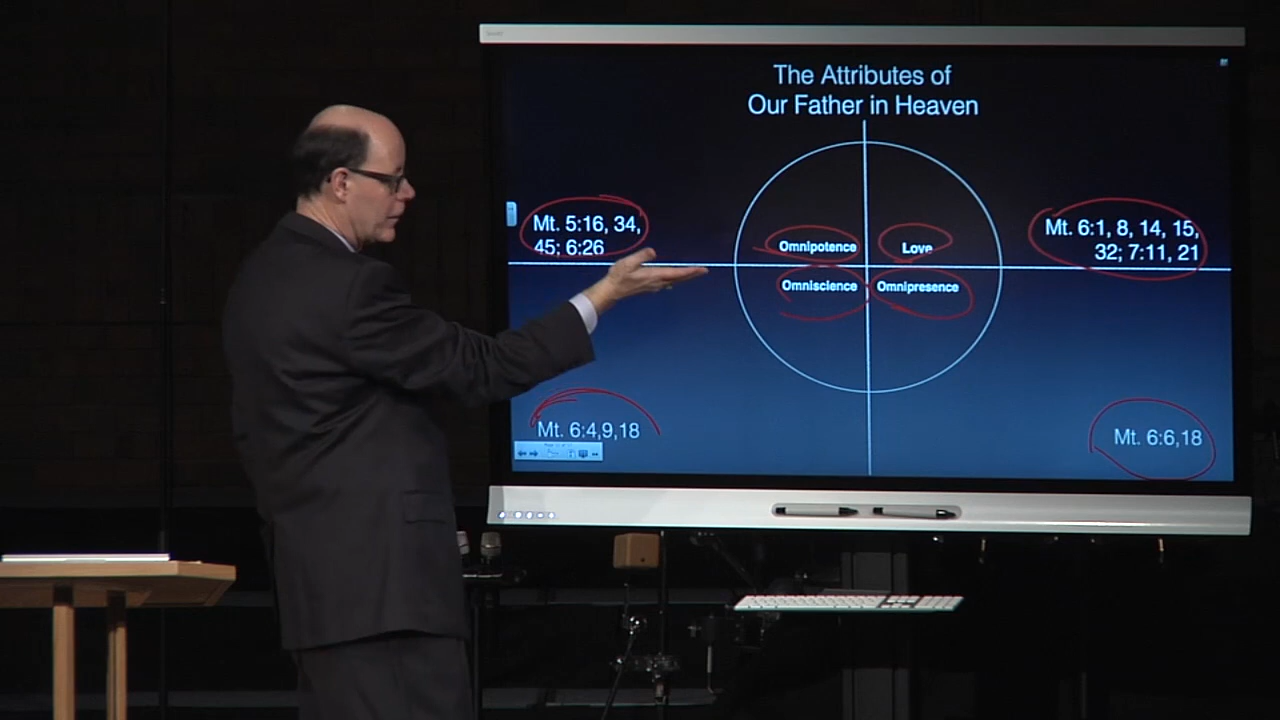 The Attributes of
Our Father in Heaven
Mt. 5:16, 34,
45; 6:26
Mt. 6:1, 8, 14, 15,
32; 7:11, 21
Omnipotence
Love
Omniscience
Omnipresence
Mt. 6:4,9,18
Mt. 6:6,18